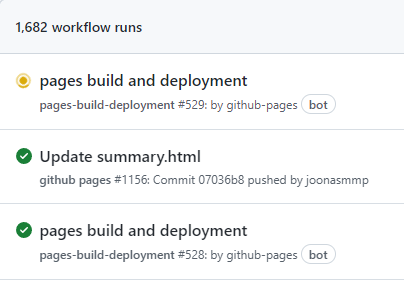 1,682 workflow runs
pages build and deployment
pages-build-deployment #529: by github-pages bot
Update summary.html
github pages #1156: Commit 07036b8 pushed by joonasmmp
pages build and deployment
pages-build-deployment #528: by github-pages bot